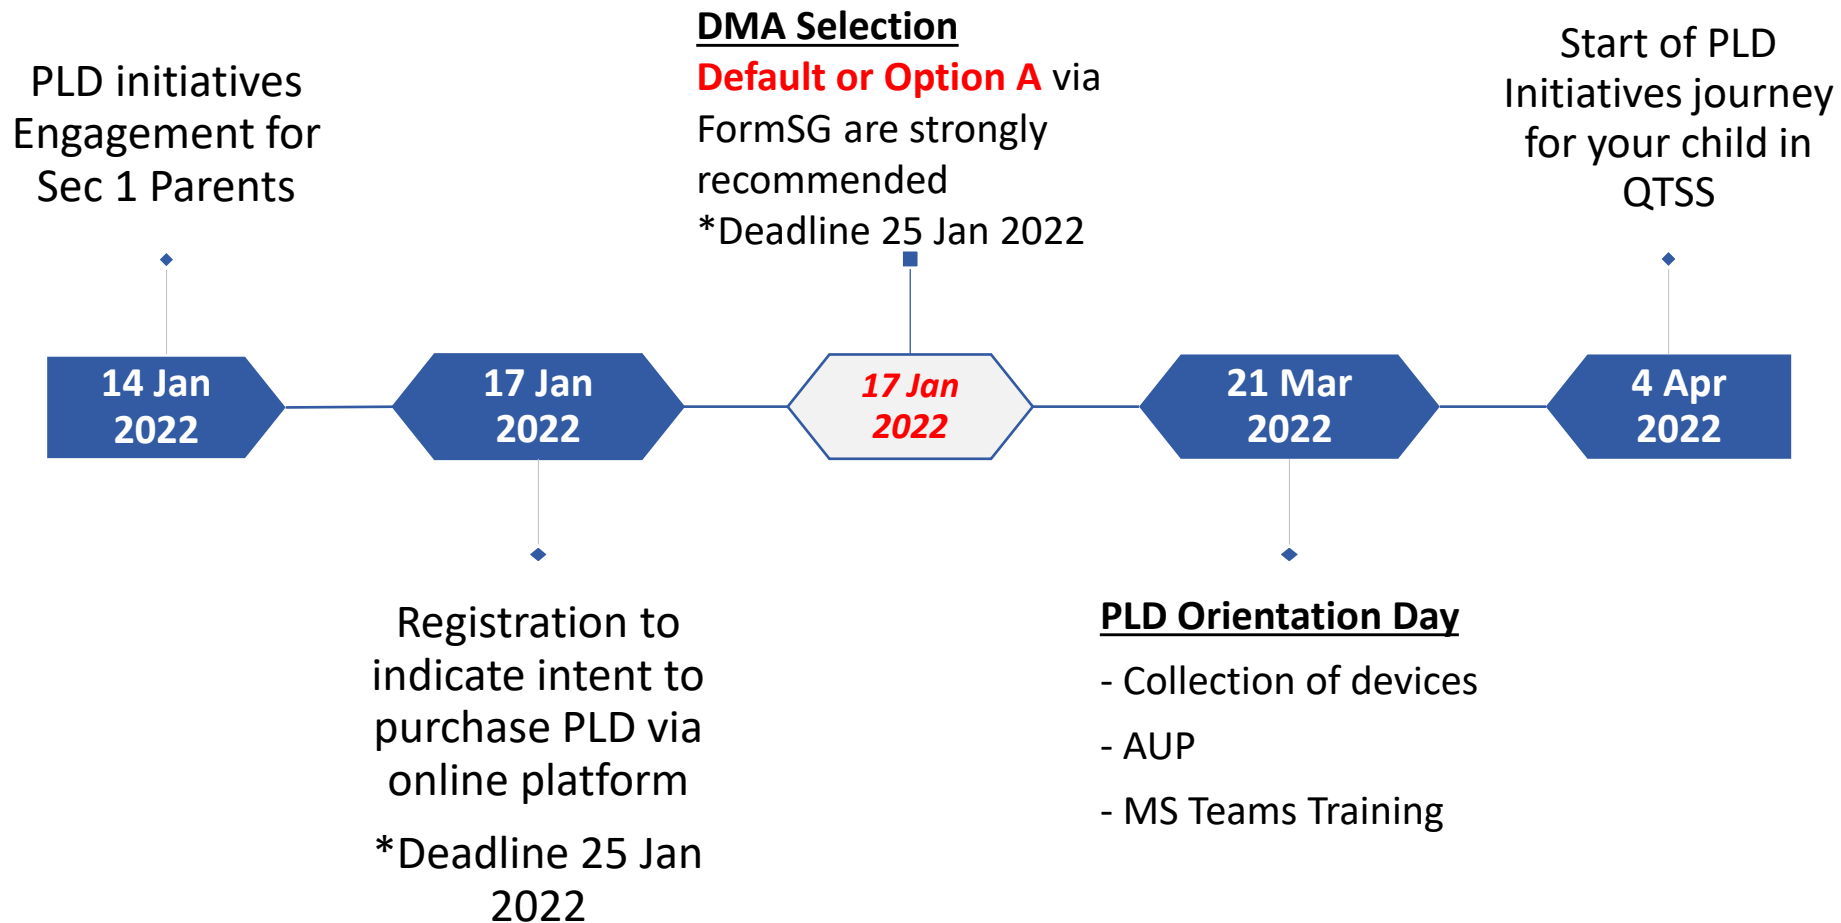 PLD initiatives
Engagement for
Sec 1 Parents
DMA Selection
Default or Option A via
FormSG are strongly
recommended
*Deadline 25 Jan 2022
Start of PLD
Initiatives journey
for your child in
QTSS
14 Jan
2022
17 Jan
2022
17 Jan
2022
21 Mar
2022
4 Apr
2022
Registration to
indicate intent to
purchase PLD via
online platform
*Deadline 25 Jan
2022
PLD Orientation Day
- Collection of devices
- AUP
- MS Teams Training